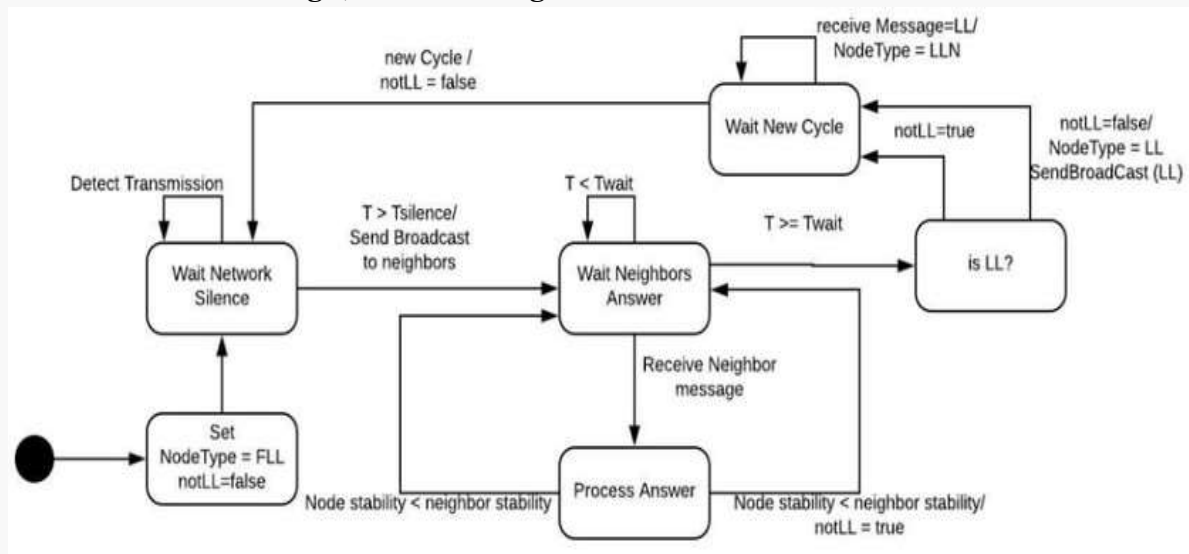 receive Message=LL/
NodeType = LLN
new Cycle /
notLL = false
Wait New Cycle
notLL=true
notLL=false/
NodeType = LL
SendBroadCast (LL)
Detect Transmission
T < Twait
T > Tsilence/
Send Broadcast
to neighbors
T >= Twait
Wait Network
Silence
Wait Neighbors
Answer
is LL?
Receive Neighbor
message
Set
NodeType = FLL
notLL=false
Process Answer
Node stability < neighbor stability
Node stability < neighbor stability/
notLL = true